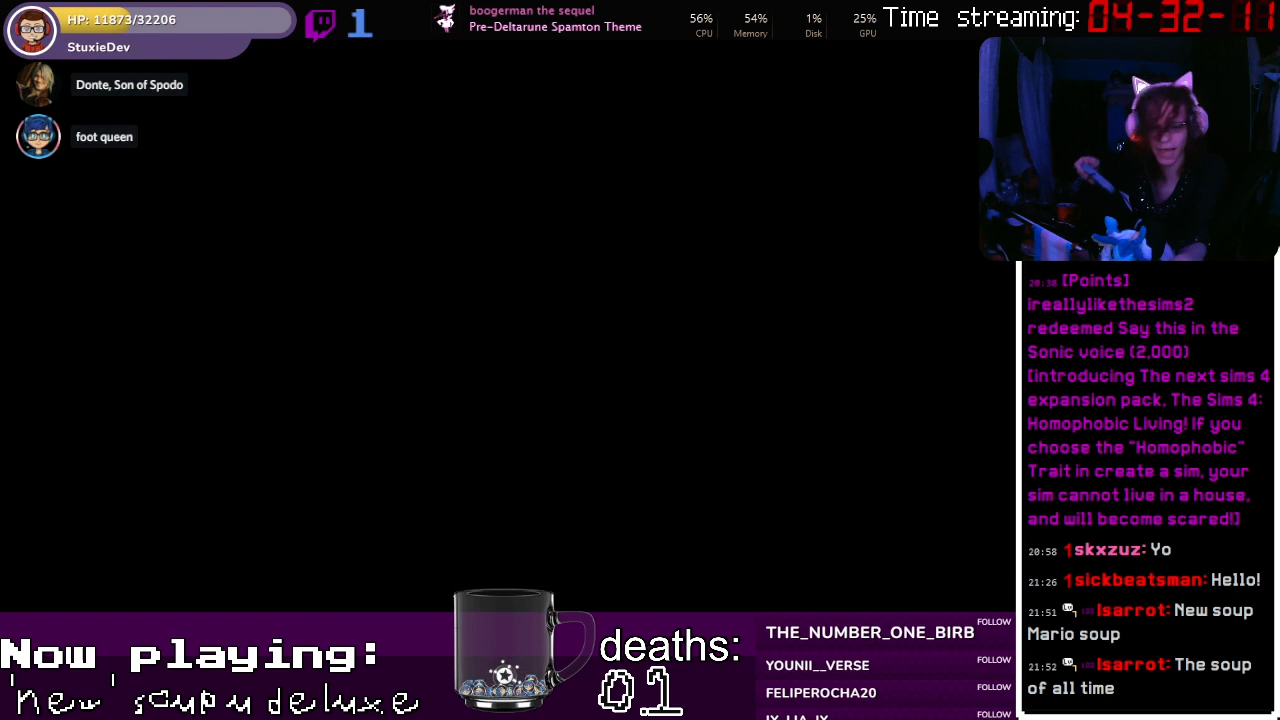 HP: 11873/32206
StuxieDev
1
boogerman the sequel
Pre-Deltarune Spamton Theme
56%
CPU
54%
Memory
1%
Disk
25%
GPU
Time streaming:
04-32-11
Donte, Son of Spodo
foot queen
20:38 [Points]
ireallylikethesims2
redeemed Say this in the
Sonic voice (2,000)
[Introducing The next sims 4
expansion pack, The Sims 4:
Homophobic Living! If you
choose the "Homophobic"
Trait in create a sim, your
sim cannot live in a house,
and will become scared!]
20:58 skxzuz: Yo
21:26 sickbeatsman: Hello!
21:51 lsarrot: New soup
Mario soup
21:52 lsarrot: The soup
of all time
Now playing:
'new' soup u deluxe
deaths:
01
THE_NUMBER_ONE_BIRB FOLLOW
YOUNII__VERSE FOLLOW
FELIPEROCHA20 FOLLOW
FOLLOW